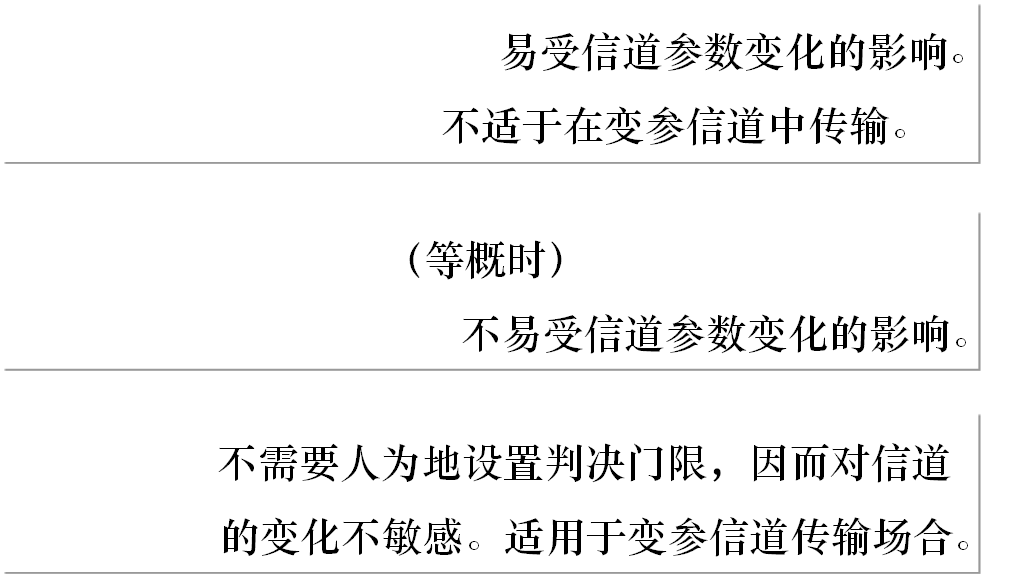 易受信道参数变化的影响。
不适于在变参信道中传输。
（等概时）
不易受信道参数变化的影响。
不需要人为地设置判决门限，因而对信道
的变化不敏感。适用于变参信道传输场合。